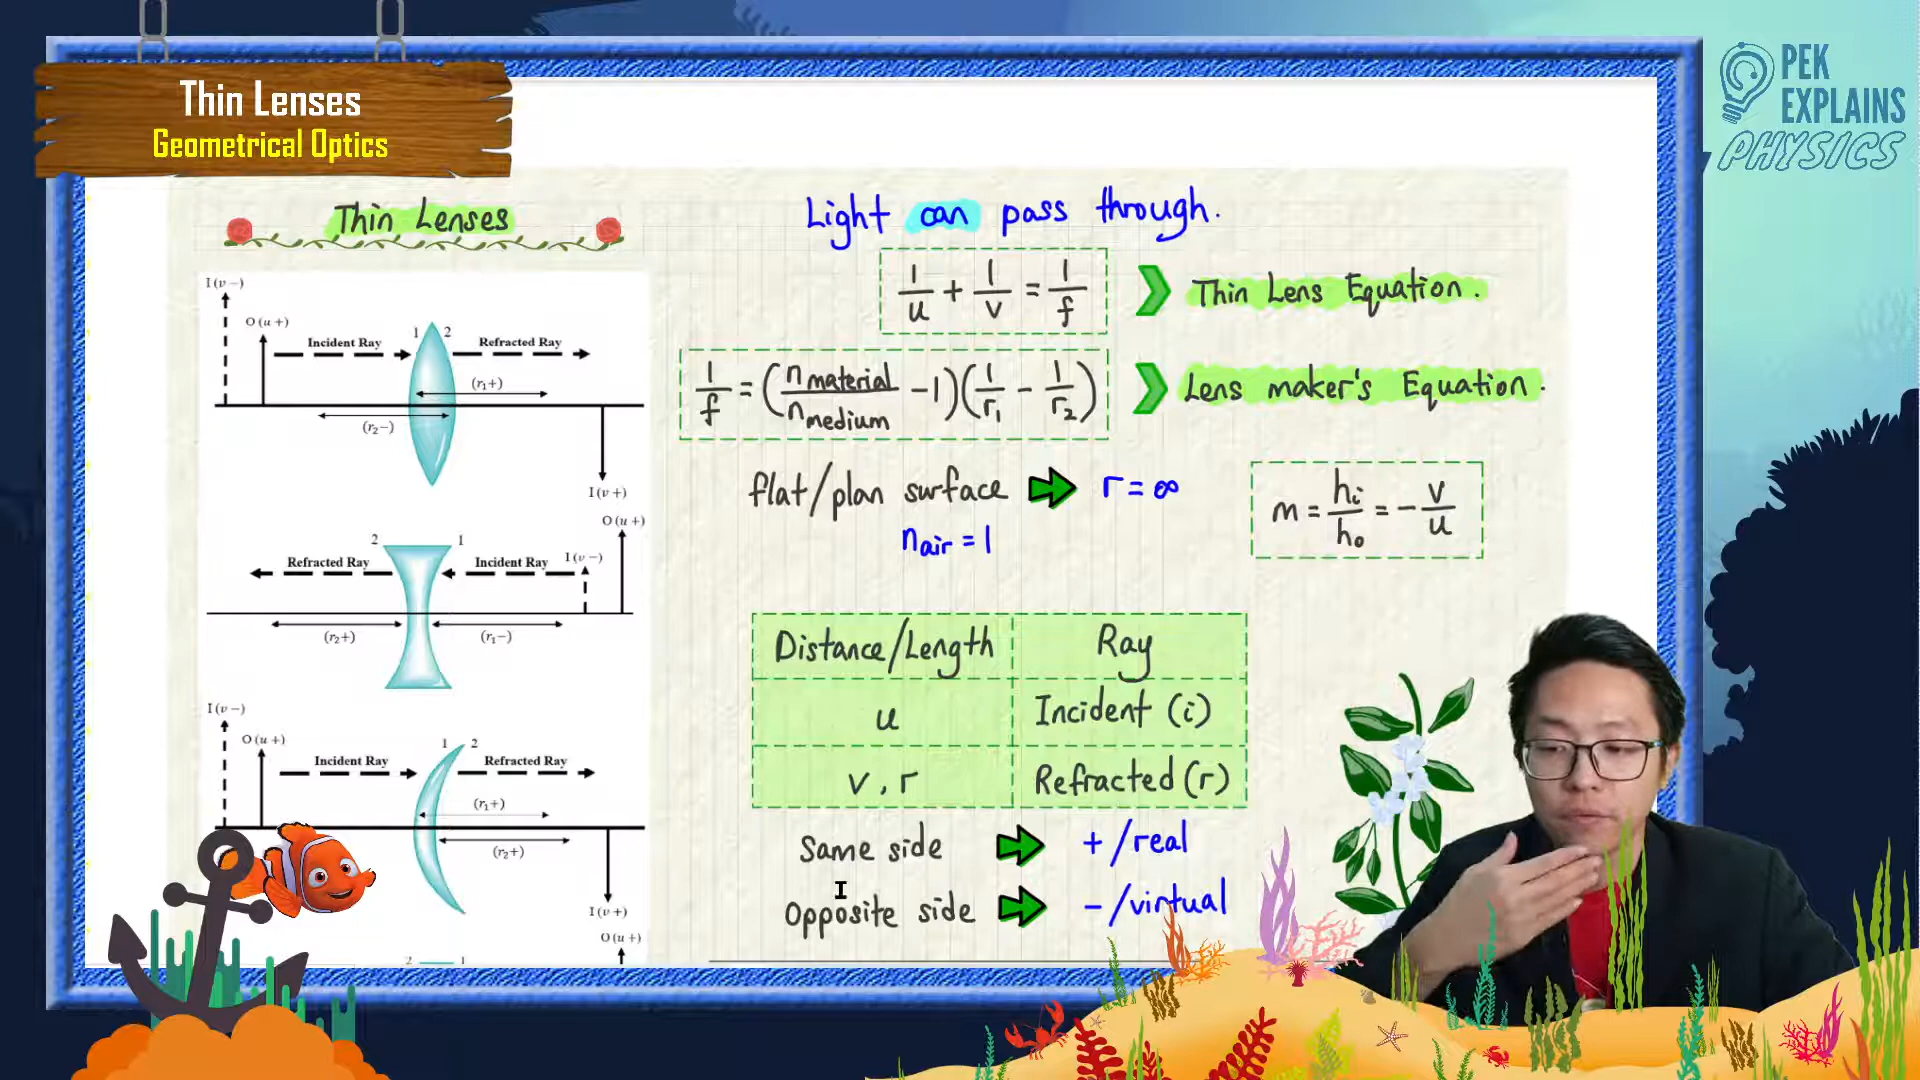 Thin Lenses
Geometrical Optics
PEK
EXPLAINS
PHYSICS
Thin Lenses
I (v −)
O (u +)
Incident Ray
1 2
Refracted Ray
(r₁+)
(r₂−)
I (v +)
O (u +)
2 1
Refracted Ray
Incident Ray
I (v −)
(r₂+)
(r₁−)
I (v −)
O (u +)
Incident Ray
1 2
Refracted Ray
(r₁+)
(r₂+)
I (v +)
O (u +)
2 1
Light can pass through.
1/u + 1/v = 1/f
Thin Lens Equation.
1/f = (n material / n medium − 1)(1/r₁ − 1/r₂)
Lens maker's Equation.
flat/plan surface r = ∞
n air = 1
m = hᵢ/hₒ = − v/u
Distance/Length Ray
u Incident (i)
v, r Refracted (r)
Same side + /real
Opposite side − /virtual